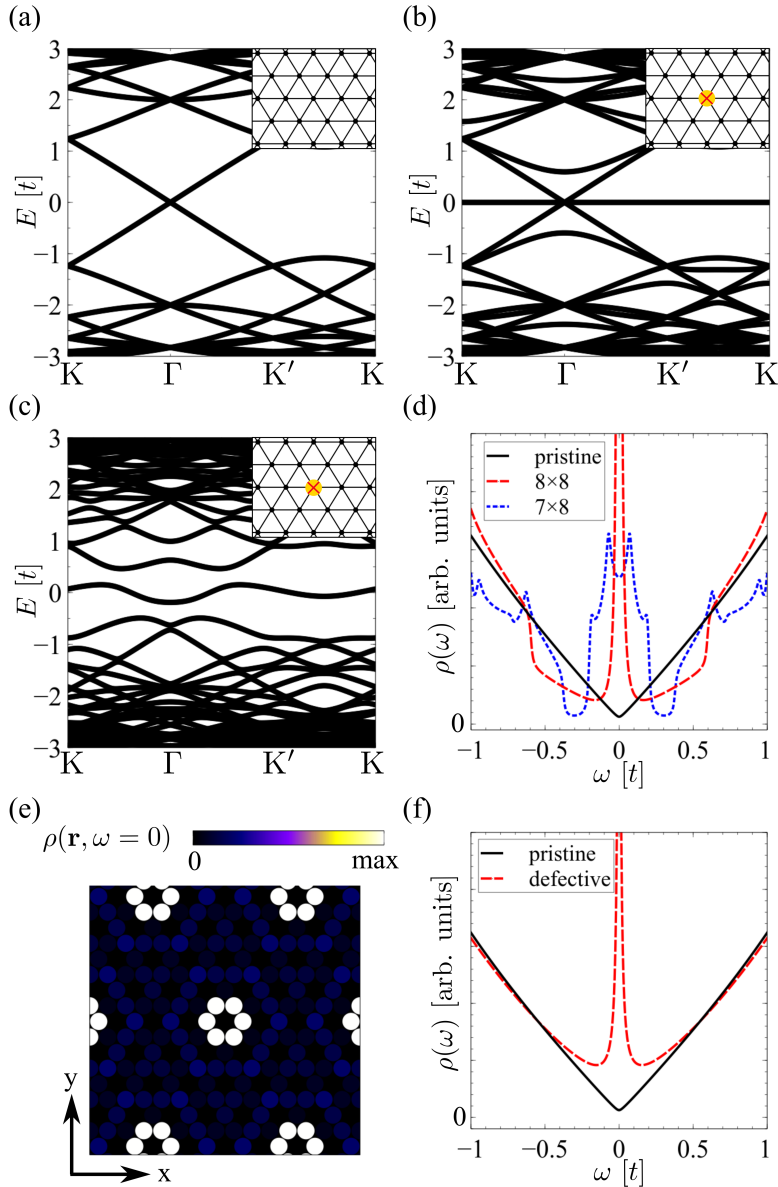 (a)
3
2
1
0
−1
−2
−3
E [t]
K Γ K′ K
(b)
3
2
1
0
−1
−2
−3
E [t]
K Γ K′ K
(c)
3
2
1
0
−1
−2
−3
E [t]
K Γ K′ K
(d)
pristine
8×8
7×8
ρ(ω) [arb. units]
0
−1 −0.5 0 0.5 1
ω [t]
(e)
ρ(r, ω = 0)
0 max
y
x
(f)
pristine
defective
ρ(ω) [arb. units]
0
−1 −0.5 0 0.5 1
ω [t]